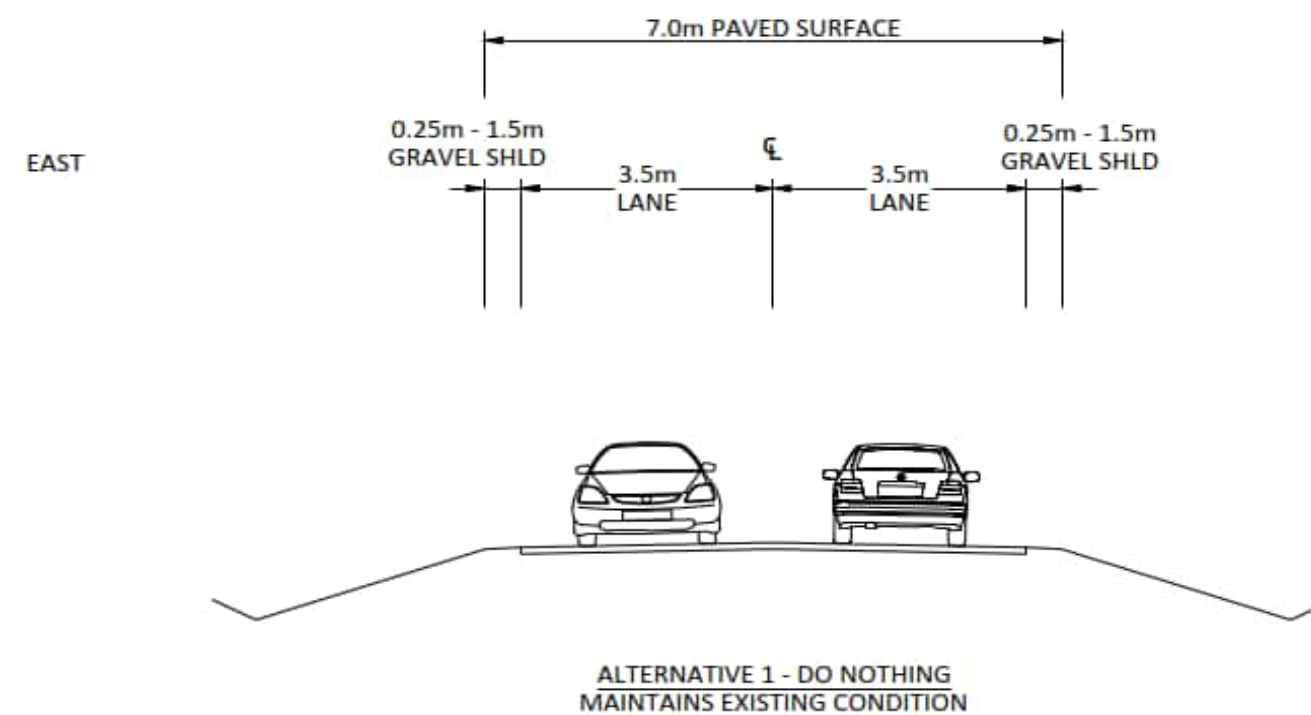 7.0m PAVED SURFACE
EAST
0.25m - 1.5m
GRAVEL SHLD
3.5m
LANE
℄
3.5m
LANE
0.25m - 1.5m
GRAVEL SHLD
ALTERNATIVE 1 - DO NOTHING
MAINTAINS EXISTING CONDITION